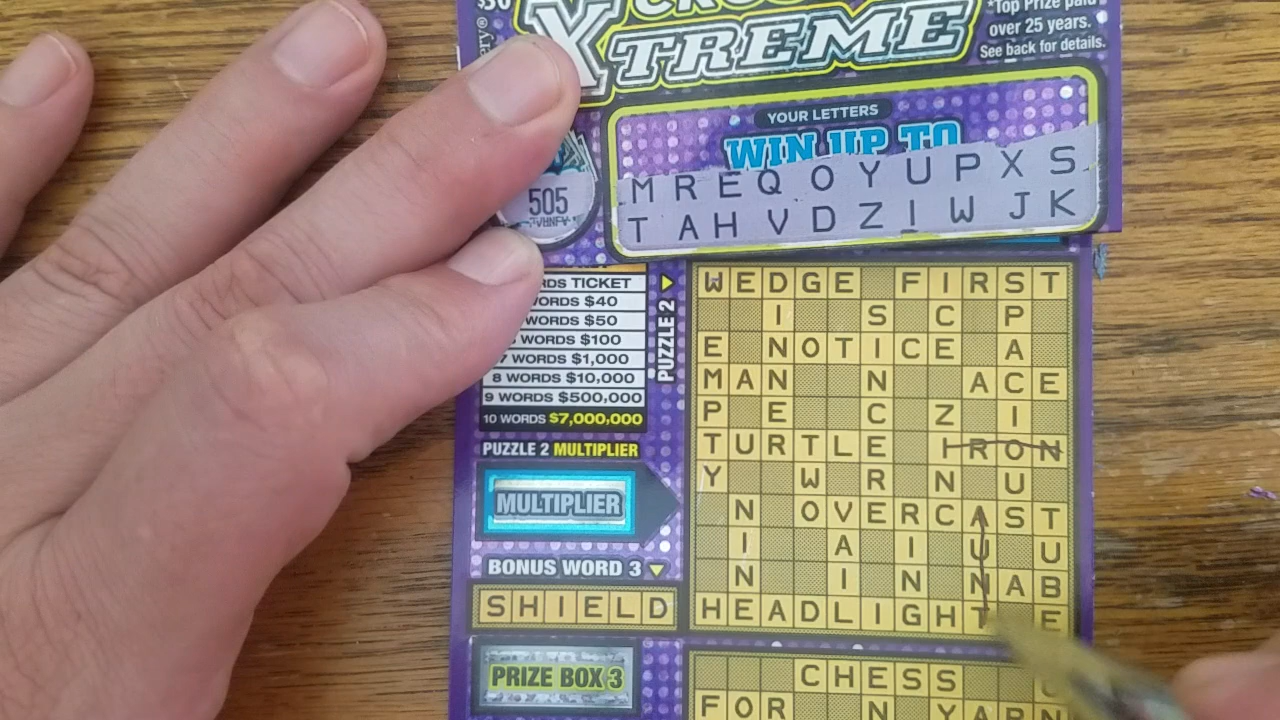 $30
XTREME
*Top Prize paid
over 25 years.
See back for details.
YOUR LETTERS
WIN UP TO
M R E Q O Y U P X S
T A H V D Z I W J K
505
RDS TICKET
WORDS $40
WORDS $50
WORDS $100
7 WORDS $1,000
8 WORDS $10,000
9 WORDS $500,000
10 WORDS $7,000,000
PUZZLE 2 MULTIPLIER
MULTIPLIER
BONUS WORD 3
SHIELD
PRIZE BOX 3
PUZZLE 2
WEDGE FIRST
I S C P
E NOTICE A
MAN N ACE
P E C Z I
TURTLE IRON
Y W R N U
N OVERCAST
I A I U U
N I N NAB
HEADLIGHT E
CHESS
FOR N YARN